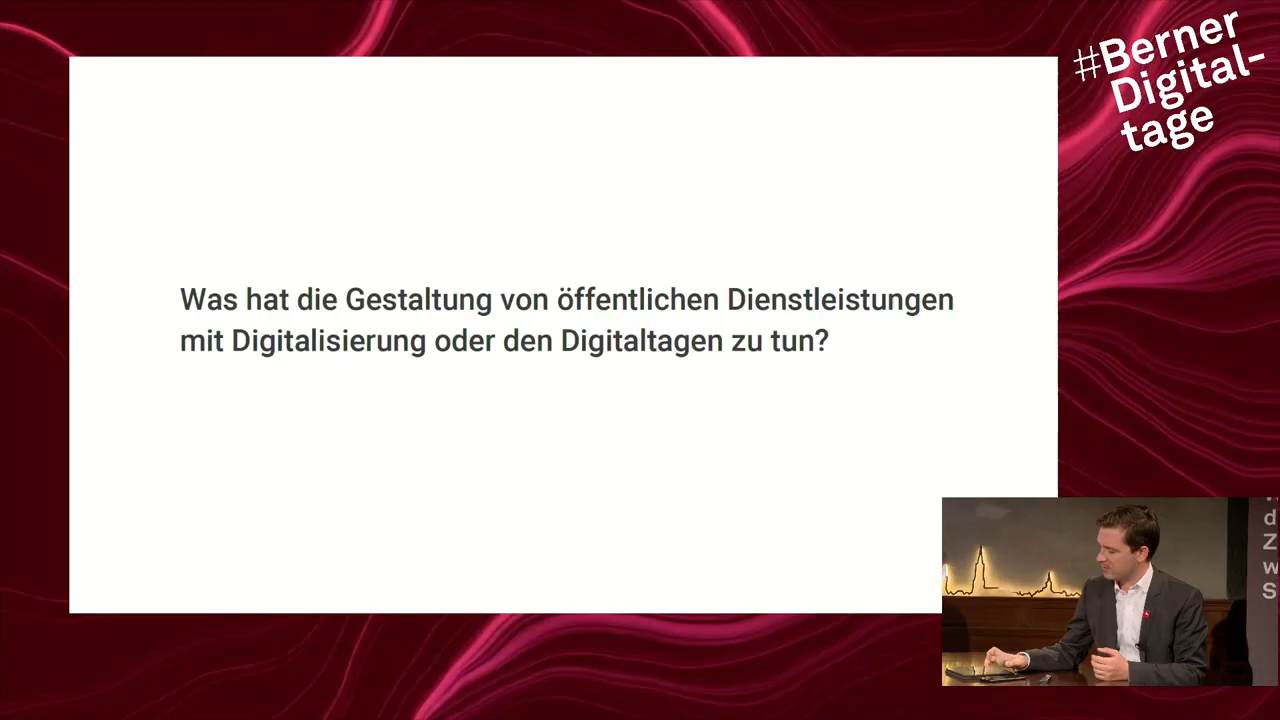 #Berner
Digital-
tage
Was hat die Gestaltung von öffentlichen Dienstleistungen
mit Digitalisierung oder den Digitaltagen zu tun?
d
Z
w
S